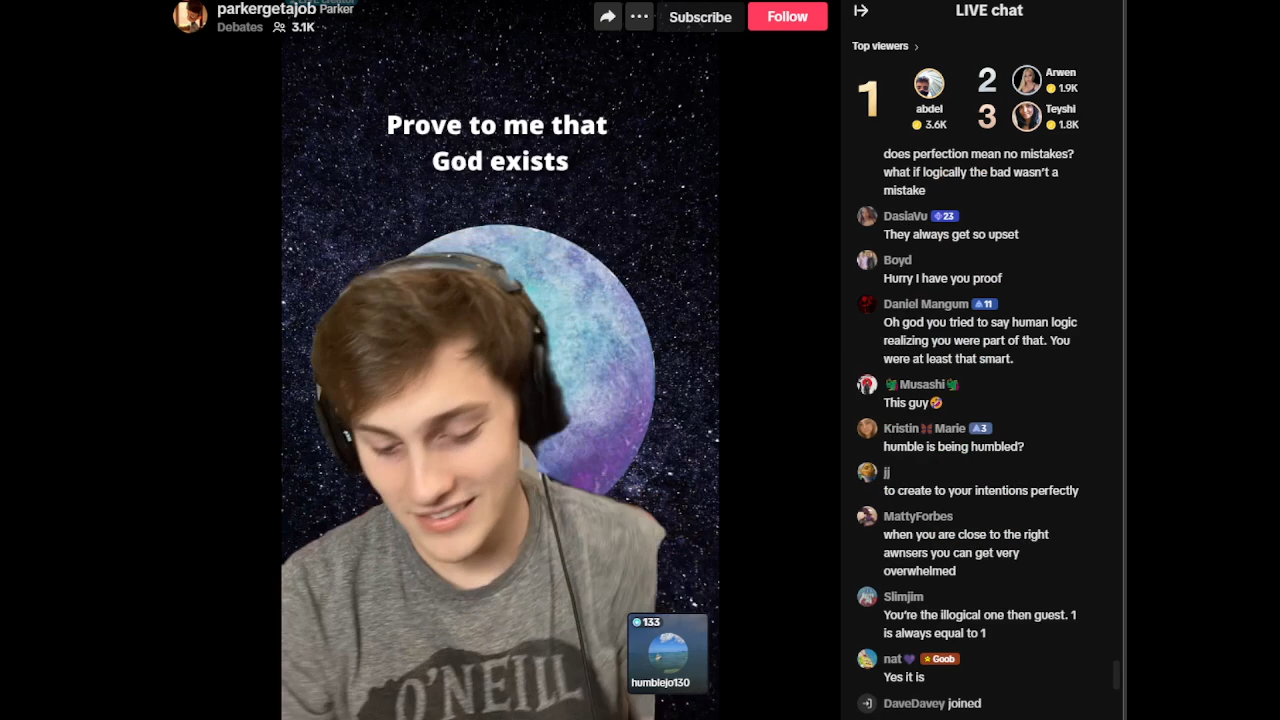 parkergetajob Parker
Debates 3.1K
Subscribe
Follow
Prove to me that
God exists
O'NEILL
133
humblejo130
LIVE chat
Top viewers >
1
abdel
3.6K
2
Arwen
1.9K
3
Teyshi
1.8K
does perfection mean no mistakes?
what if logically the bad wasn't a
mistake
DasiaVu 23
They always get so upset
Boyd
Hurry I have you proof
Daniel Mangum 11
Oh god you tried to say human logic
realizing you were part of that. You
were at least that smart.
🐉Musashi🐉
This guy🤣
Kristin🦋Marie 3
humble is being humbled?
jj
to create to your intentions perfectly
MattyForbes
when you are close to the right
awnsers you can get very
overwhelmed
Slimjim
You're the illogical one then guest. 1
is always equal to 1
nat💜 Goob
Yes it is
DaveDavey joined